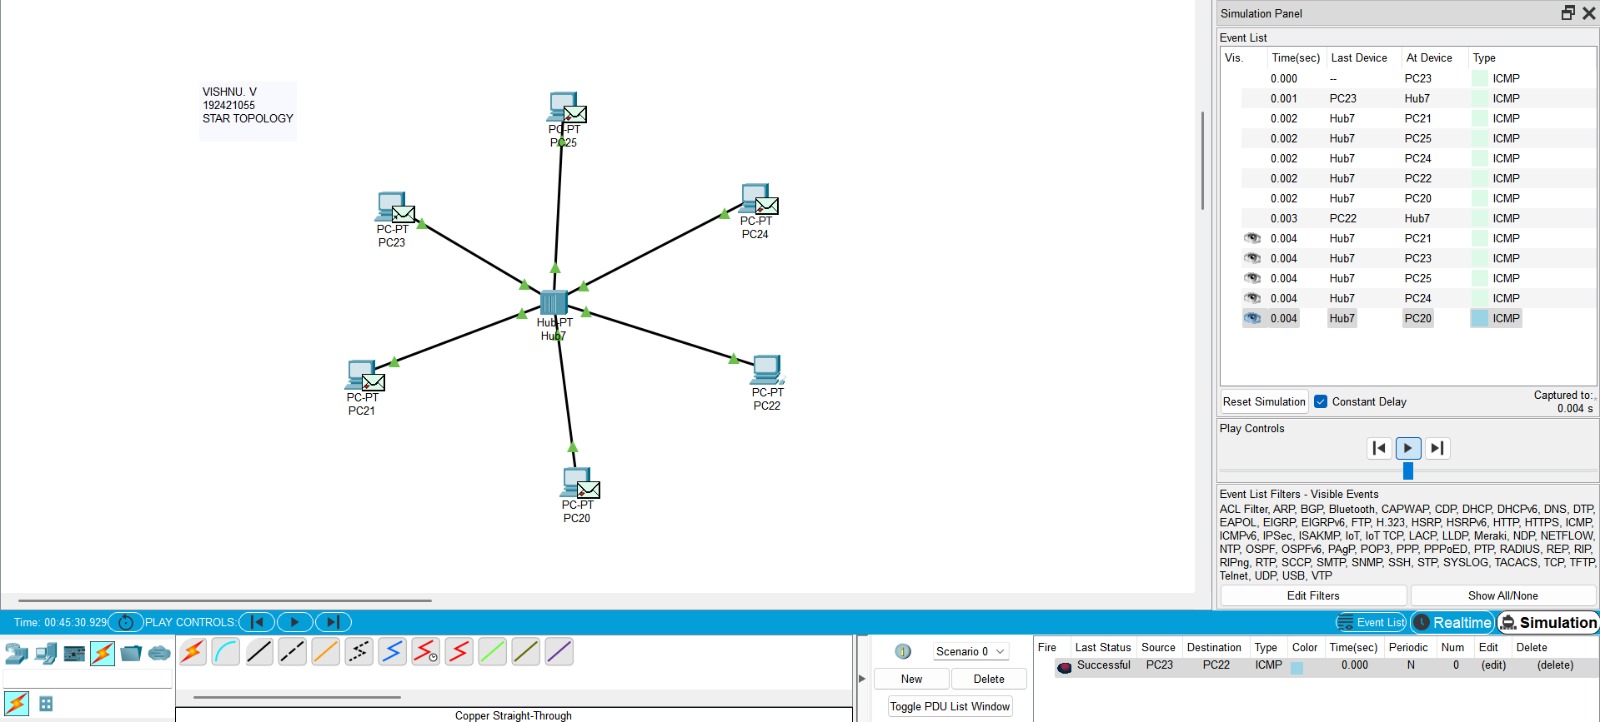 VISHNU. V
192421055
STAR TOPOLOGY
PC-PT
PC25
PC-PT
PC23
PC-PT
PC24
Hub-PT
Hub7
PC-PT
PC21
PC-PT
PC22
PC-PT
PC20
Simulation Panel
Event List
Vis. Time(sec) Last Device At Device Type
0.000 -- PC23 ICMP
0.001 PC23 Hub7 ICMP
0.002 Hub7 PC21 ICMP
0.002 Hub7 PC25 ICMP
0.002 Hub7 PC24 ICMP
0.002 Hub7 PC22 ICMP
0.002 Hub7 PC20 ICMP
0.003 PC22 Hub7 ICMP
0.004 Hub7 PC21 ICMP
0.004 Hub7 PC23 ICMP
0.004 Hub7 PC25 ICMP
0.004 Hub7 PC24 ICMP
0.004 Hub7 PC20 ICMP
Reset Simulation Constant Delay Captured to:
0.004 s
Play Controls
Event List Filters - Visible Events
ACL Filter, ARP, BGP, Bluetooth, CAPWAP, CDP, DHCP, DHCPv6, DNS, DTP,
EAPOL, EIGRP, EIGRPv6, FTP, H.323, HSRP, HSRPv6, HTTP, HTTPS, ICMP,
ICMPv6, IPSec, ISAKMP, IoT, IoT TCP, LACP, LLDP, Meraki, NDP, NETFLOW,
NTP, OSPF, OSPFv6, PAgP, POP3, PPP, PPPoED, PTP, RADIUS, REP, RIP,
RIPng, RTP, SCCP, SMTP, SNMP, SSH, STP, SYSLOG, TACACS, TCP, TFTP,
Telnet, UDP, USB, VTP
Edit Filters Show All/None
Time: 00:45:30.929 PLAY CONTROLS: Event List Realtime Simulation
Scenario 0
New Delete
Toggle PDU List Window
Fire Last Status Source Destination Type Color Time(sec) Periodic Num Edit Delete
Successful PC23 PC22 ICMP 0.000 N 0 (edit) (delete)
Copper Straight-Through